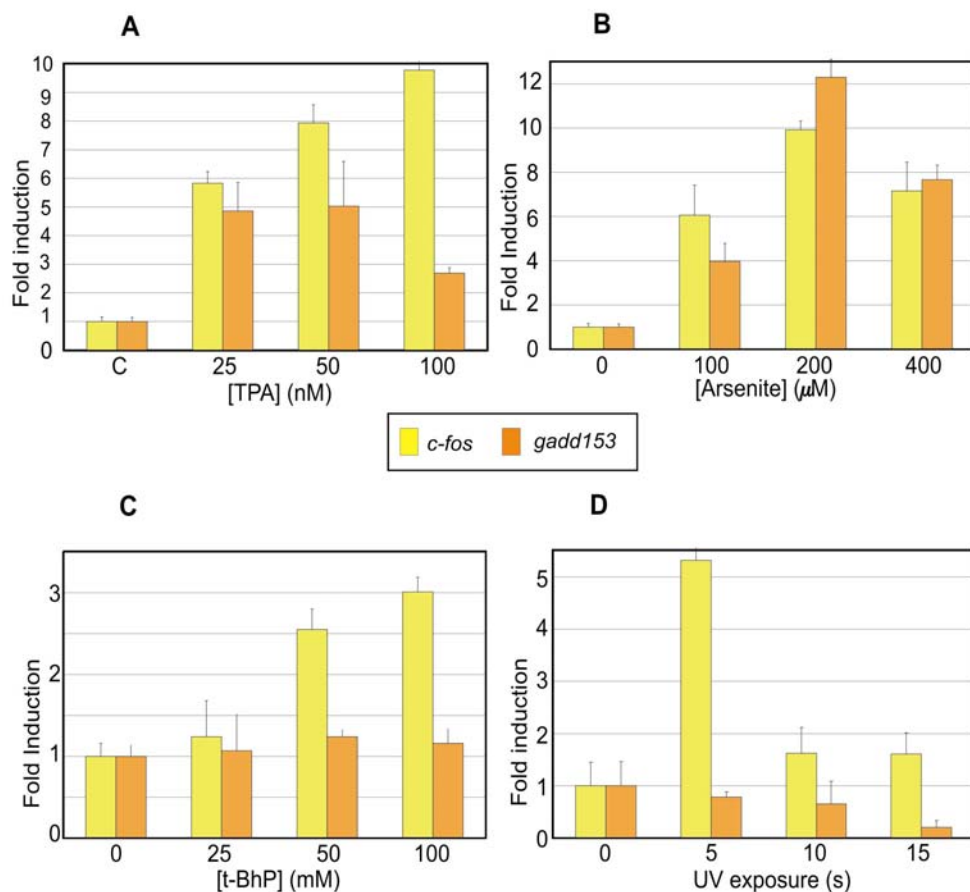 A
10
9
8
7
6
5
4
3
2
1
0
Fold induction
C 25 50 100
[TPA] (nM)
B
12
10
8
6
4
2
0
Fold Induction
0 100 200 400
[Arsenite] (μM)
c-fos gadd153
C
3
2
1
0
Fold Induction
0 25 50 100
[t-BhP] (mM)
D
5
4
3
2
1
0
Fold induction
0 5 10 15
UV exposure (s)